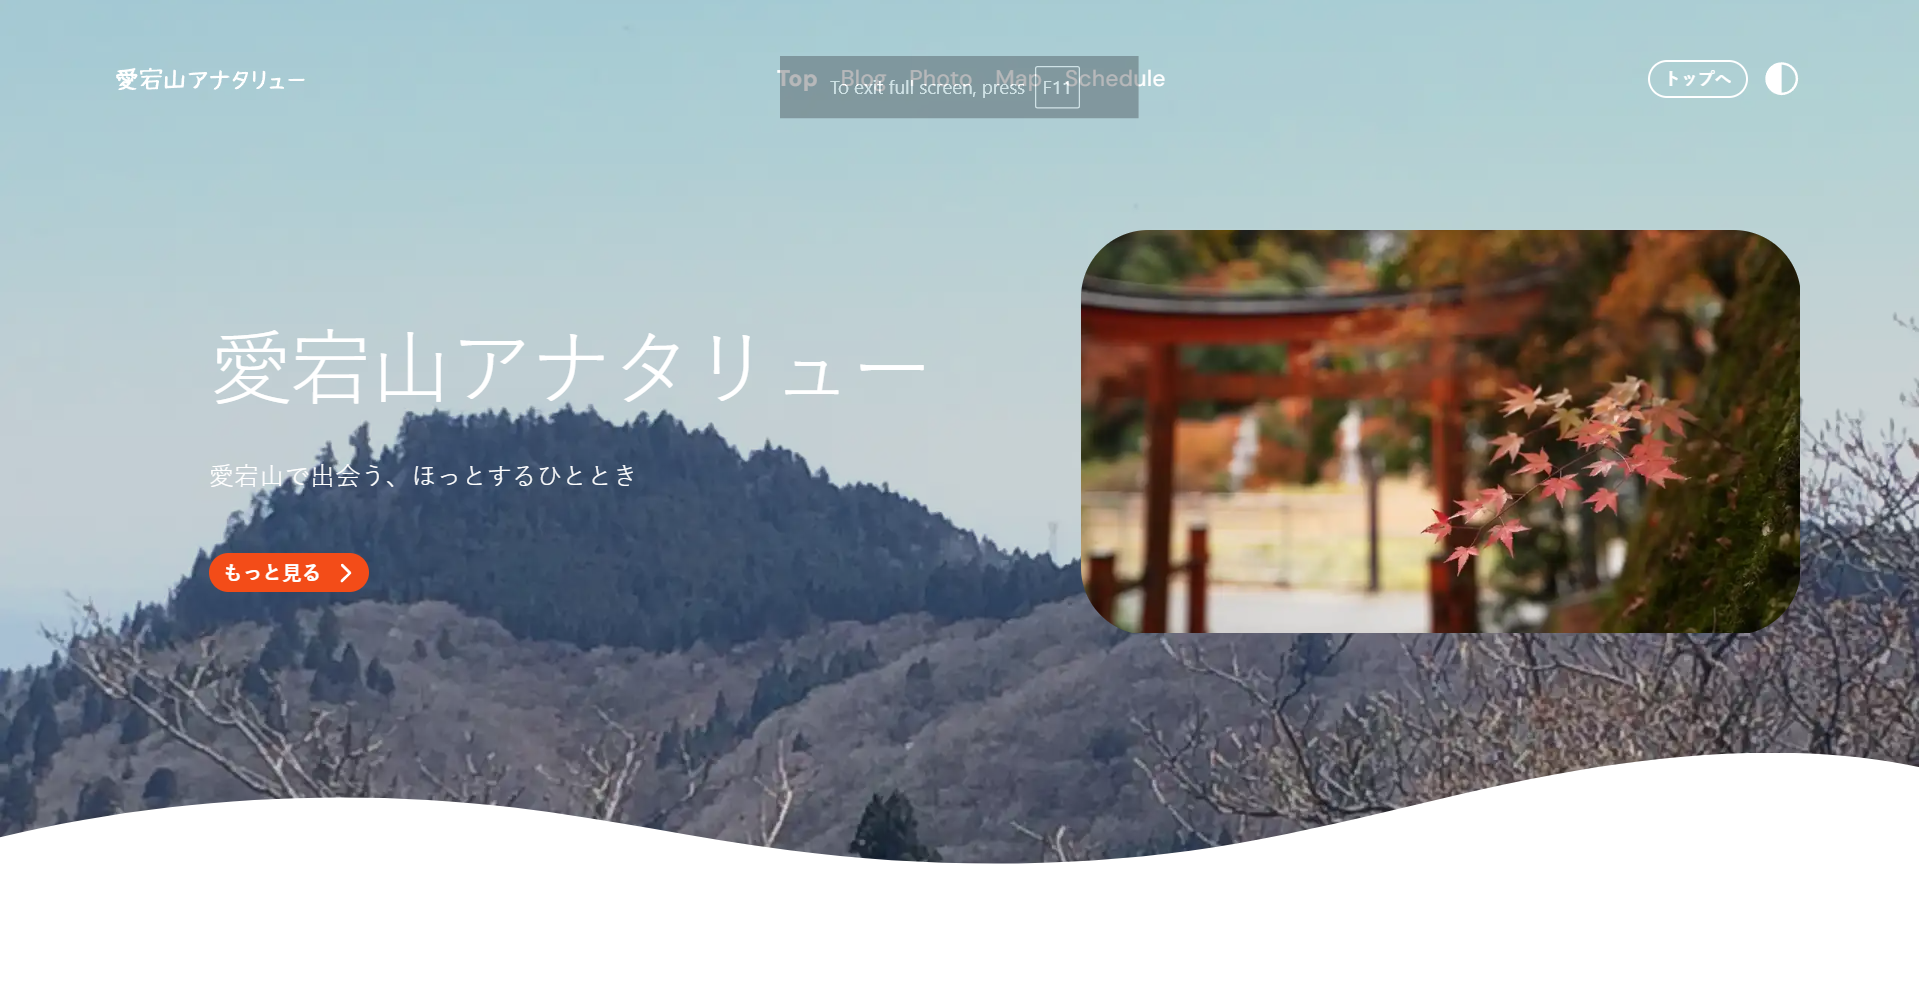 愛宕山アナタリュー
Top Blog Photo Map Schedule
To exit full screen, press F11
トップへ
愛宕山アナタリュー
愛宕山で出会う、ほっとするひととき
もっと見る